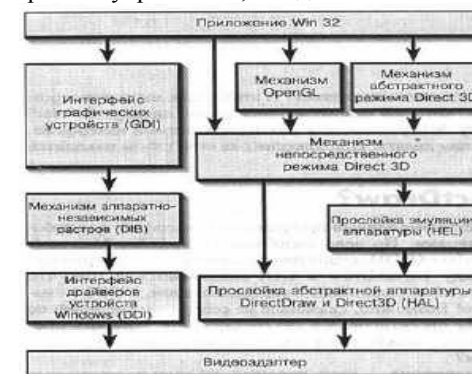 Приложение Win 32
Интерфейс
графических
устройств (GDI)
Механизм
OpenGL
Механизм
абстрактного
режима Direct 3D
Механизм
непосредственного
режима Direct 3D
Механизм аппаратно-
независимых
растров (DIB)
Прослойка эмуляции
аппаратуры (HEL)
Интерфейс
драйверов
устройств
Windows (DDI)
Прослойка абстрактной аппаратуры
DirectDraw и Direct3D (HAL)
Видеоадаптер